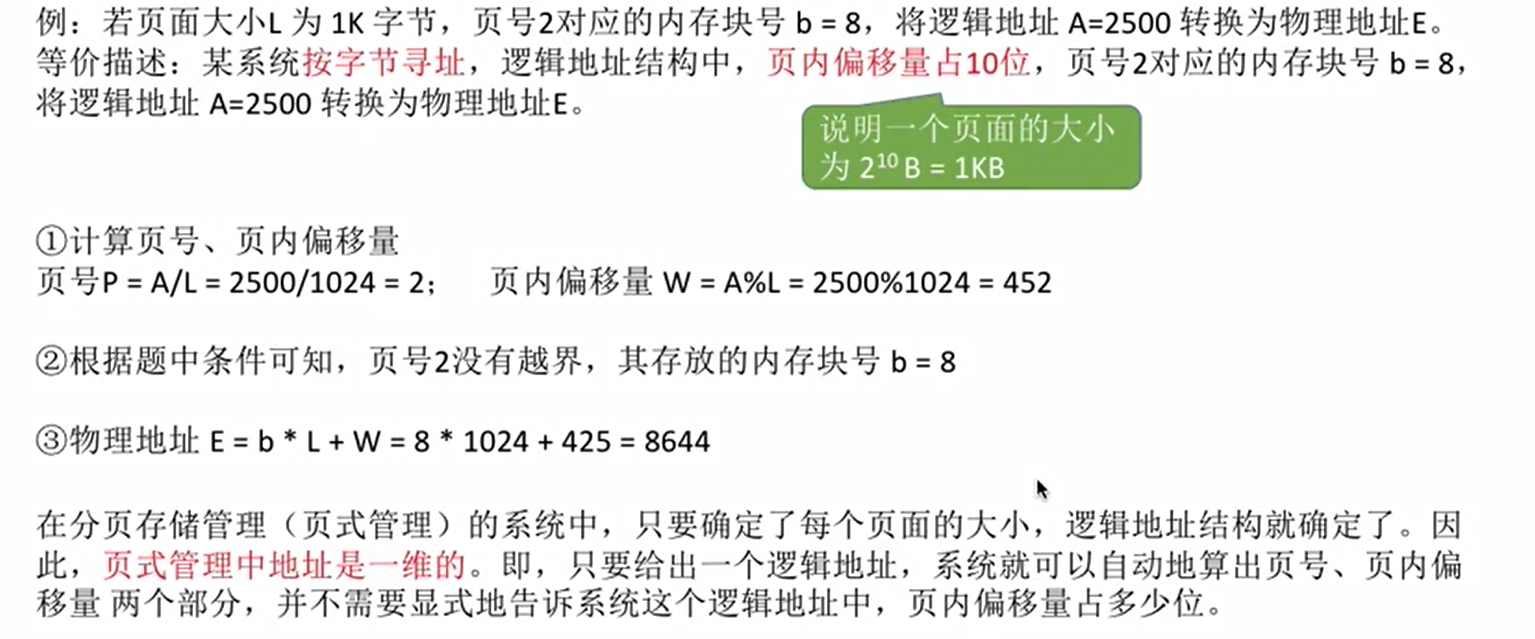 例：若页面大小L 为 1K 字节，页号2对应的内存块号 b = 8，将逻辑地址 A=2500 转换为物理地址E。
等价描述：某系统按字节寻址，逻辑地址结构中，页内偏移量占10位，页号2对应的内存块号 b = 8，
将逻辑地址 A=2500 转换为物理地址E。
说明一个页面的大小
为 2¹⁰ B = 1KB
①计算页号、页内偏移量
页号P = A/L = 2500/1024 = 2； 页内偏移量 W = A%L = 2500%1024 = 452
②根据题中条件可知，页号2没有越界，其存放的内存块号 b = 8
③物理地址 E = b * L + W = 8 * 1024 + 425 = 8644
在分页存储管理（页式管理）的系统中，只要确定了每个页面的大小，逻辑地址结构就确定了。因
此，页式管理中地址是一维的。即，只要给出一个逻辑地址，系统就可以自动地算出页号、页内偏
移量 两个部分，并不需要显式地告诉系统这个逻辑地址中，页内偏移量占多少位。